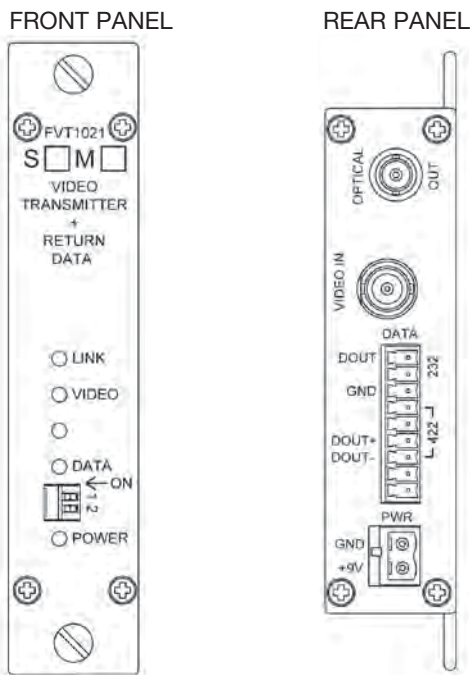 FRONT PANEL
FVT1021
S M
VIDEO
TRANSMITTER
+
RETURN
DATA
LINK
VIDEO
DATA
←ON
1
2
POWER
REAR PANEL
OPTICAL
OUT
VIDEO IN
DATA
DOUT
232
GND
422
DOUT+
DOUT-
PWR
GND
+9V